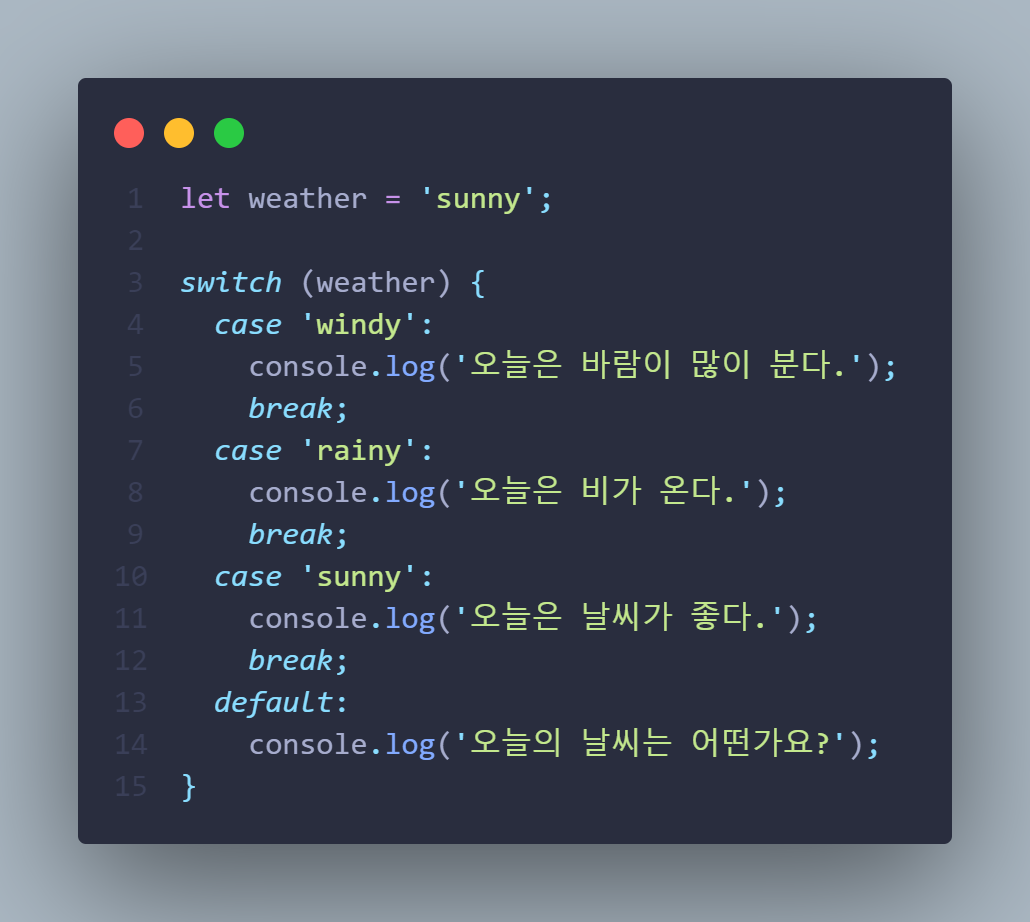 1 let weather = 'sunny';
2
3 switch (weather) {
4 case 'windy':
5 console.log('오늘은 바람이 많이 분다.');
6 break;
7 case 'rainy':
8 console.log('오늘은 비가 온다.');
9 break;
10 case 'sunny':
11 console.log('오늘은 날씨가 좋다.');
12 break;
13 default:
14 console.log('오늘의 날씨는 어떤가요?');
15 }